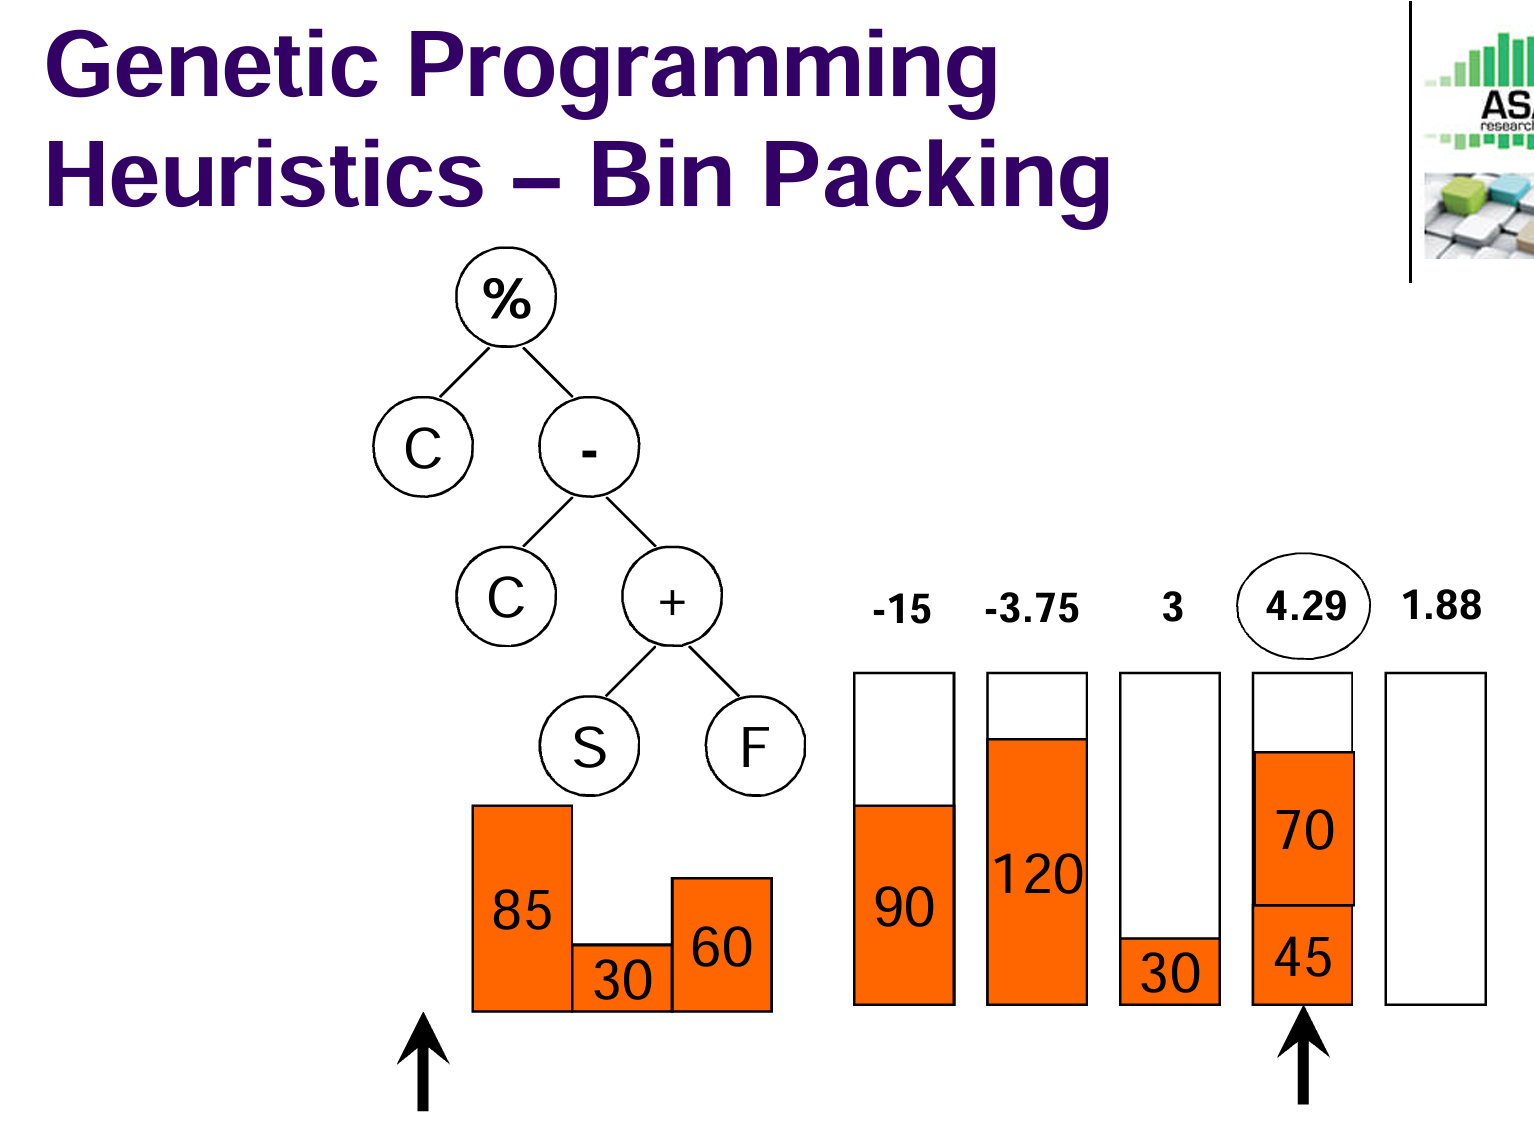 Genetic Programming
Heuristics – Bin Packing
%
C
-
C
+
S
F
-15
-3.75
3
4.29
1.88
85
30
60
90
120
30
70
45